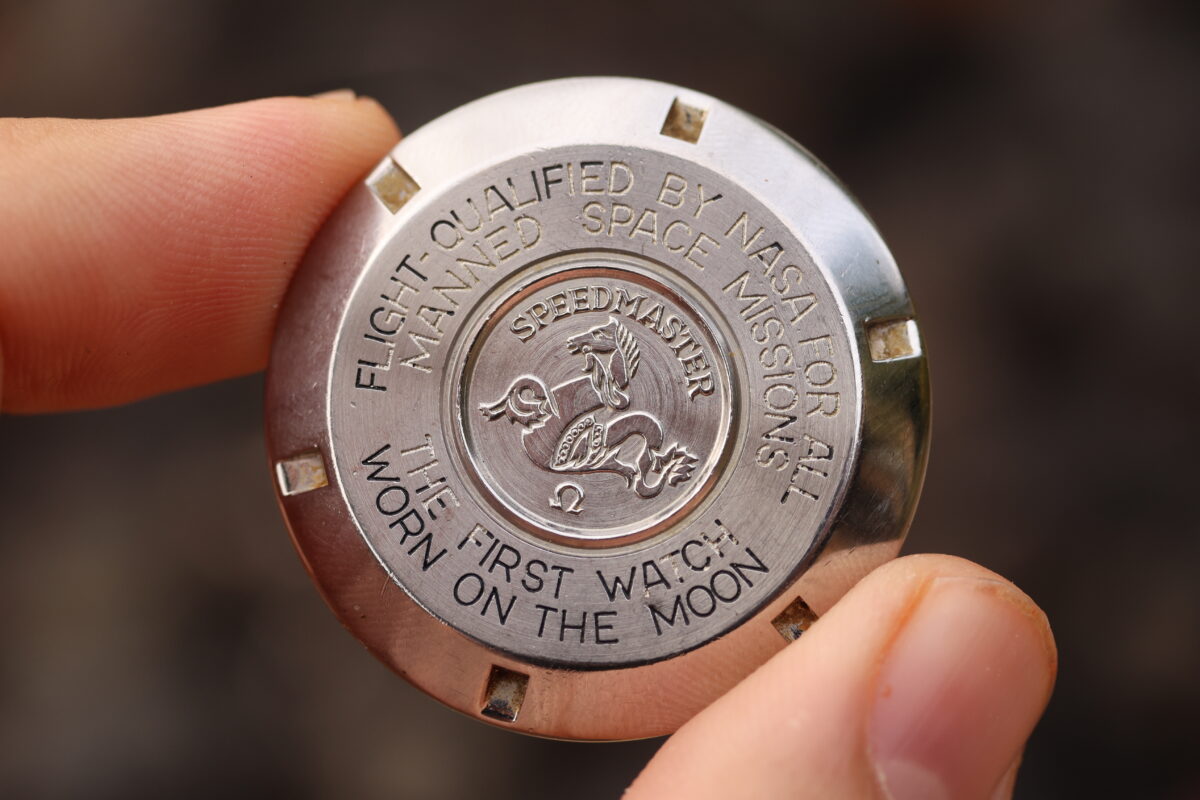 FLIGHT-QUALIFIED BY NASA FOR ALL
MANNED SPACE MISSIONS
SPEEDMASTER
Ω
THE FIRST WATCH
WORN ON THE MOON